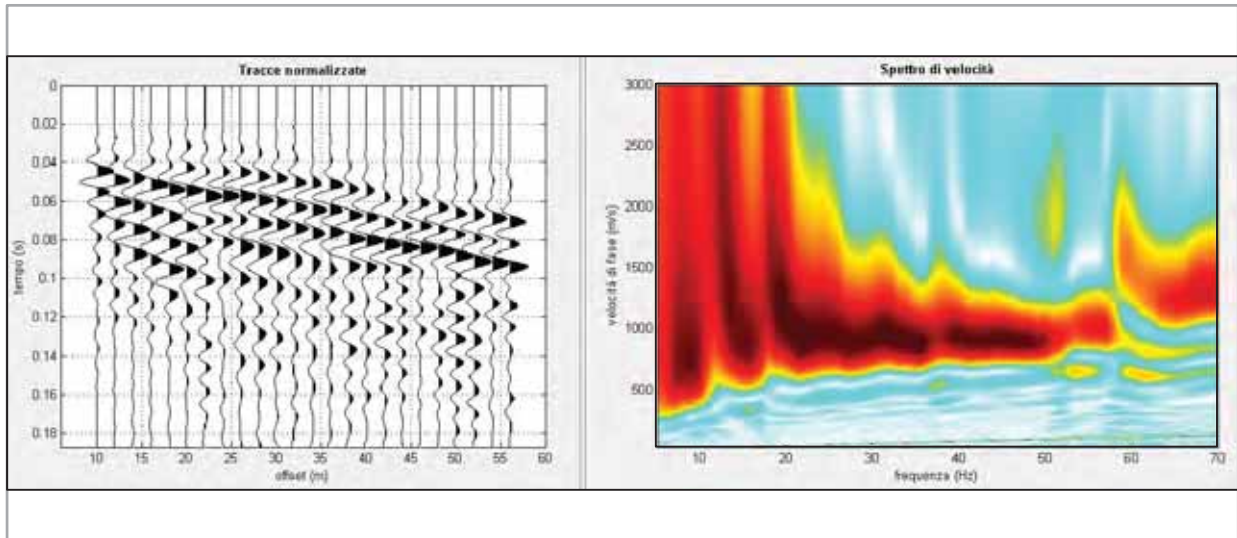 Tracce normalizzate
0
0.02
0.04
0.06
0.08
0.1
0.12
0.14
0.16
0.18
tempo (s)
10 15 20 25 30 35 40 45 50 55 60
offset (m)
Spettro di velocità
3000
2500
2000
1500
1000
500
velocità di fase (m/s)
10 20 30 40 50 60 70
frequenza (Hz)